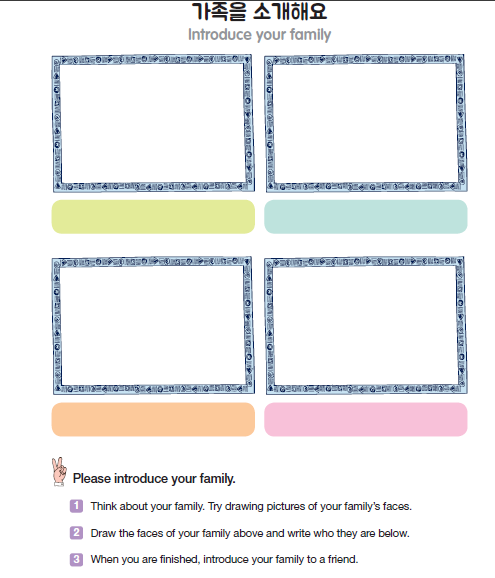 가족을 소개해요
Introduce your family
Please introduce your family.
1 Think about your family. Try drawing pictures of your family's faces.
2 Draw the faces of your family above and write who they are below.
3 When you are finished, introduce your family to a friend.